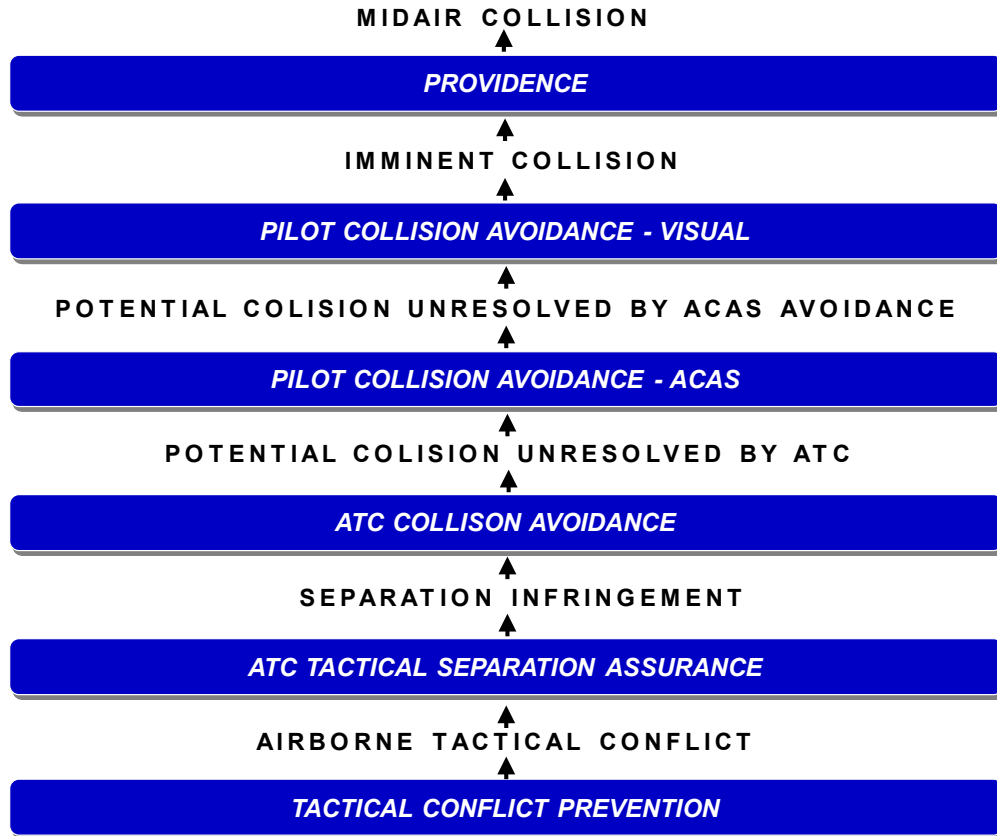 MIDAIR COLLISION
PROVIDENCE
IMMINENT COLLISION
PILOT COLLISION AVOIDANCE - VISUAL
POTENTIAL COLISION UNRESOLVED BY ACAS AVOIDANCE
PILOT COLLISION AVOIDANCE - ACAS
POTENTIAL COLISION UNRESOLVED BY ATC
ATC COLLISON AVOIDANCE
SEPARATION INFRINGEMENT
ATC TACTICAL SEPARATION ASSURANCE
AIRBORNE TACTICAL CONFLICT
TACTICAL CONFLICT PREVENTION